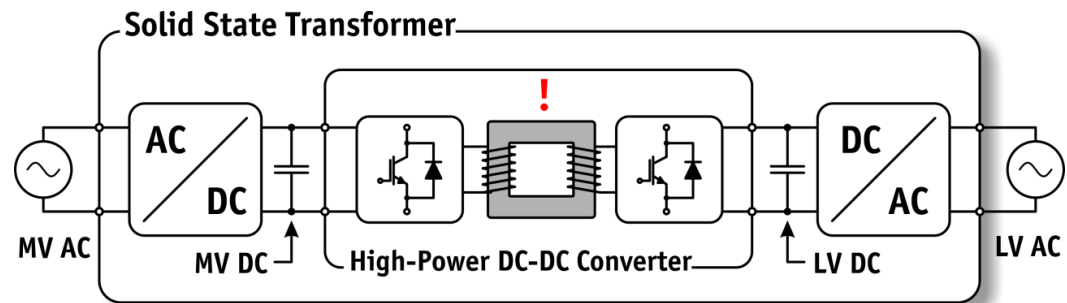 Solid State Transformer
!
AC
DC
DC
AC
MV AC
MV DC
High-Power DC-DC Converter
LV DC
LV AC